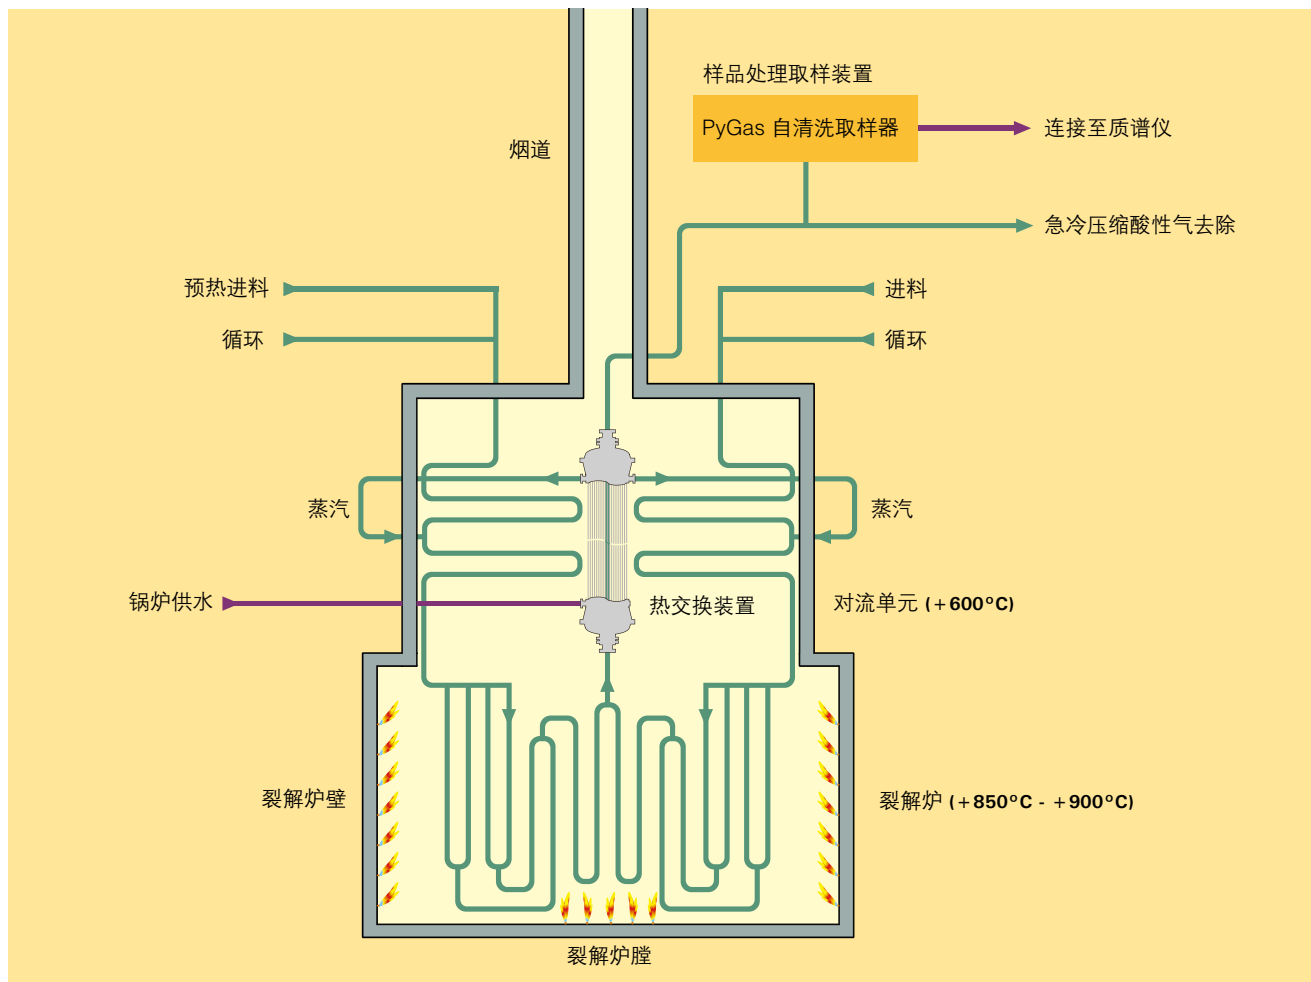 样品处理取样装置
PyGas 自清洗取样器
连接至质谱仪
烟道
急冷压缩酸性气去除
预热进料
进料
循环
循环
蒸汽
蒸汽
锅炉供水
热交换装置
对流单元 (+600ºC)
裂解炉壁
裂解炉 (+850ºC - +900ºC)
裂解炉膛